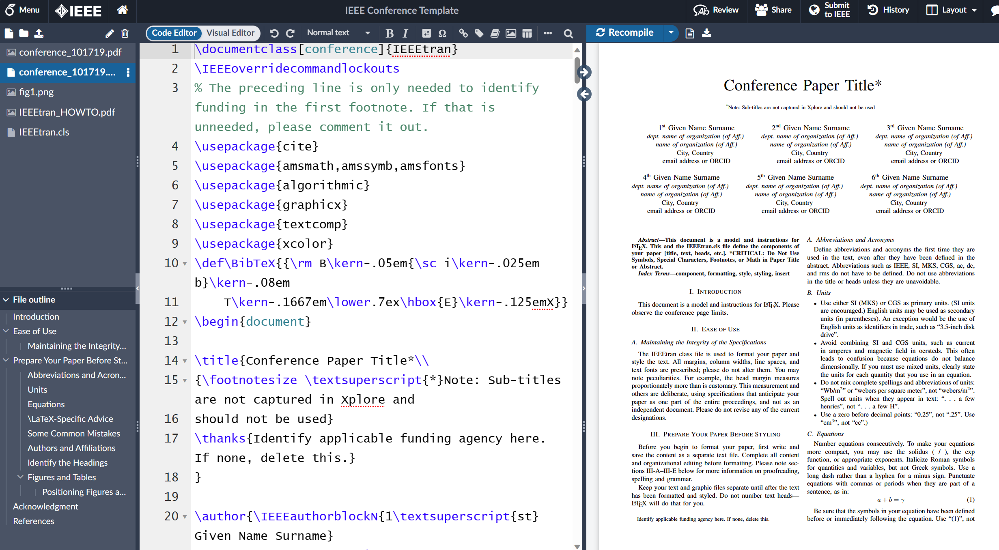 Menu
IEEE
IEEE Conference Template
Review
Share
Submit
to IEEE
History
Layout
Code Editor
Visual Editor
Normal text
B
I
Ω
Recompile
conference_101719.pdf
conference_101719....
fig1.png
IEEEtran_HOWTO.pdf
IEEEtran.cls
File outline
Introduction
Ease of Use
Maintaining the Integrity...
Prepare Your Paper Before St...
Abbreviations and Acron...
Units
Equations
\LaTeX-Specific Advice
Some Common Mistakes
Authors and Affiliations
Identify the Headings
Figures and Tables
Positioning Figures a...
Acknowledgment
References
1 \documentclass[conference]{IEEEtran}
2 \IEEEoverridecommandlockouts
3 % The preceding line is only needed to identify
funding in the first footnote. If that is
unneeded, please comment it out.
4 \usepackage{cite}
5 \usepackage{amsmath,amssymb,amsfonts}
6 \usepackage{algorithmic}
7 \usepackage{graphicx}
8 \usepackage{textcomp}
9 \usepackage{xcolor}
10 \def\BibTeX{{\rm B\kern-.05em{\sc i\kern-.025em
b}\kern-.08em
11 T\kern-.1667em\lower.7ex\hbox{E}\kern-.125emX}}
12 \begin{document}
13
14 \title{Conference Paper Title*\\
15 {\footnotesize \textsuperscript{*}Note: Sub-titles
are not captured in Xplore and
16 should not be used}
17 \thanks{Identify applicable funding agency here.
If none, delete this.}
18 }
19
20 \author{\IEEEauthorblockN{1\textsuperscript{st}
Given Name Surname}
Conference Paper Title*
*Note: Sub-titles are not captured in Xplore and should not be used
1st Given Name Surname
dept. name of organization (of Aff.)
name of organization (of Aff.)
City, Country
email address or ORCID
2nd Given Name Surname
dept. name of organization (of Aff.)
name of organization (of Aff.)
City, Country
email address or ORCID
3rd Given Name Surname
dept. name of organization (of Aff.)
name of organization (of Aff.)
City, Country
email address or ORCID
4th Given Name Surname
dept. name of organization (of Aff.)
name of organization (of Aff.)
City, Country
email address or ORCID
5th Given Name Surname
dept. name of organization (of Aff.)
name of organization (of Aff.)
City, Country
email address or ORCID
6th Given Name Surname
dept. name of organization (of Aff.)
name of organization (of Aff.)
City, Country
email address or ORCID
Abstract—This document is a model and instructions for
LATEX. This and the IEEEtran.cls file define the components of
your paper [title, text, heads, etc.]. *CRITICAL: Do Not Use
Symbols, Special Characters, Footnotes, or Math in Paper Title
or Abstract.
Index Terms—component, formatting, style, styling, insert
I. INTRODUCTION
This document is a model and instructions for LATEX. Please
observe the conference page limits.
II. EASE OF USE
A. Maintaining the Integrity of the Specifications
The IEEEtran class file is used to format your paper and
style the text. All margins, column widths, line spaces, and
text fonts are prescribed; please do not alter them. You may
note peculiarities. For example, the head margin measures
proportionately more than is customary. This measurement and
others are deliberate, using specifications that anticipate your
paper as one part of the entire proceedings, and not as an
independent document. Please do not revise any of the current
designations.
III. PREPARE YOUR PAPER BEFORE STYLING
Before you begin to format your paper, first write and
save the content as a separate text file. Complete all content
and organizational editing before formatting. Please note sec-
tions III-A–III-E below for more information on proofreading,
spelling and grammar.
Keep your text and graphic files separate until after the text
has been formatted and styled. Do not number text heads—
LATEX will do that for you.
Identify applicable funding agency here. If none, delete this.
A. Abbreviations and Acronyms
Define abbreviations and acronyms the first time they are
used in the text, even after they have been defined in the
abstract. Abbreviations such as IEEE, SI, MKS, CGS, ac, dc,
and rms do not have to be defined. Do not use abbreviations
in the title or heads unless they are unavoidable.
B. Units
• Use either SI (MKS) or CGS as primary units. (SI units
are encouraged.) English units may be used as secondary
units (in parentheses). An exception would be the use of
English units as identifiers in trade, such as “3.5-inch disk
drive”.
• Avoid combining SI and CGS units, such as current
in amperes and magnetic field in oersteds. This often
leads to confusion because equations do not balance
dimensionally. If you must use mixed units, clearly state
the units for each quantity that you use in an equation.
• Do not mix complete spellings and abbreviations of units:
“Wb/m²” or “webers per square meter”, not “webers/m²”.
Spell out units when they appear in text: “. . . a few
henries”, not “. . . a few H”.
• Use a zero before decimal points: “0.25”, not “.25”. Use
“cm³”, not “cc”.)
C. Equations
Number equations consecutively. To make your equations
more compact, you may use the solidus ( / ), the exp
function, or appropriate exponents. Italicize Roman symbols
for quantities and variables, but not Greek symbols. Use a
long dash rather than a hyphen for a minus sign. Punctuate
equations with commas or periods when they are part of a
sentence, as in:
a + b = γ (1)
Be sure that the symbols in your equation have been defined
before or immediately following the equation. Use “(1)”, not